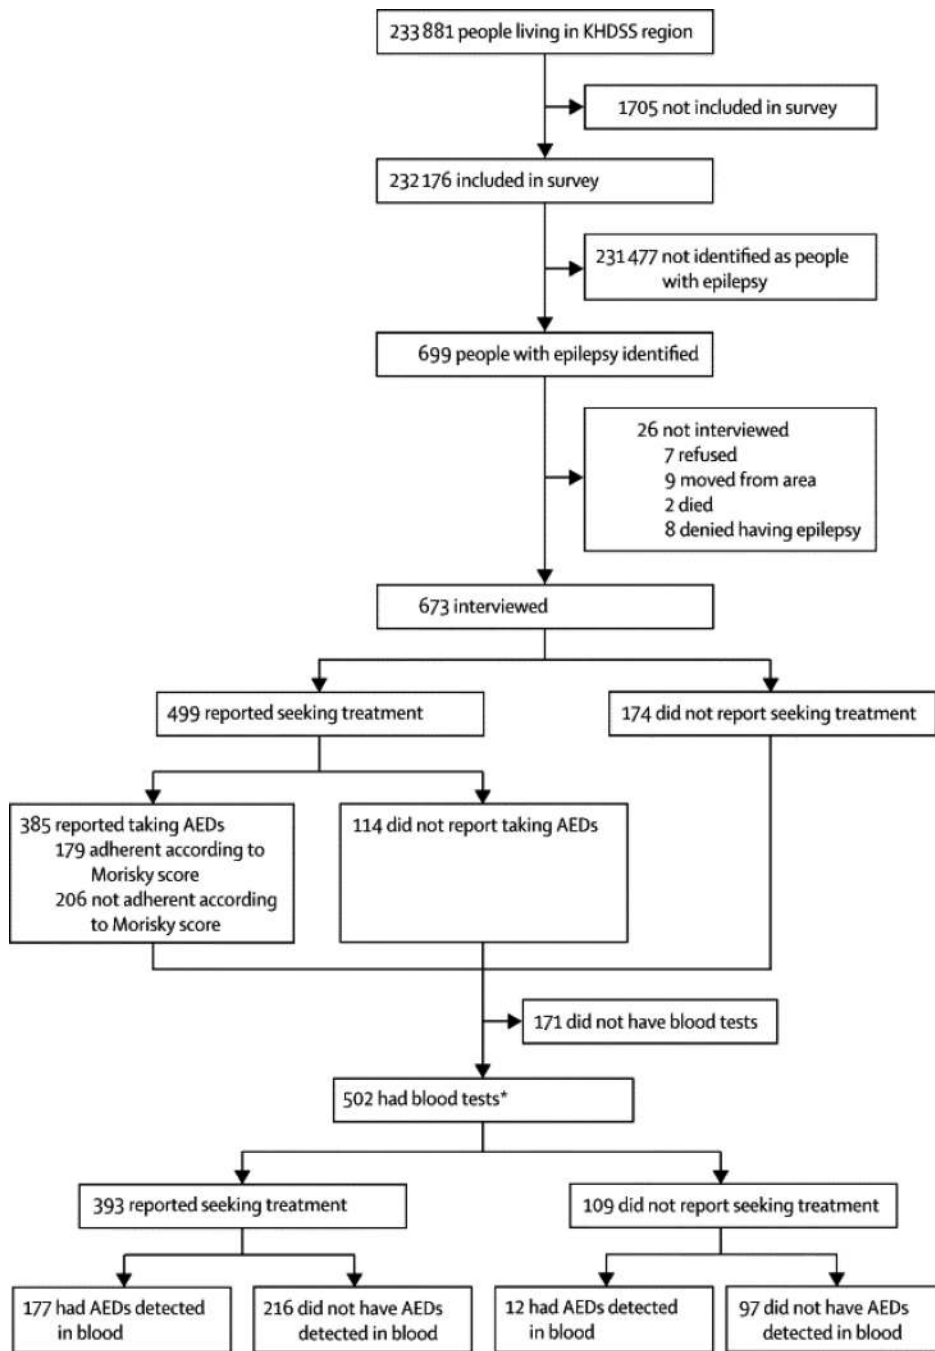 233 881 people living in KHDSS region
1705 not included in survey
232 176 included in survey
231 477 not identified as people
with epilepsy
699 people with epilepsy identified
26 not interviewed
7 refused
9 moved from area
2 died
8 denied having epilepsy
673 interviewed
499 reported seeking treatment
174 did not report seeking treatment
385 reported taking AEDs
179 adherent according to
Morisky score
206 not adherent according
to Morisky score
114 did not report taking AEDs
171 did not have blood tests
502 had blood tests*
393 reported seeking treatment
109 did not report seeking treatment
177 had AEDs detected
in blood
216 did not have AEDs
detected in blood
12 had AEDs detected
in blood
97 did not have AEDs
detected in blood